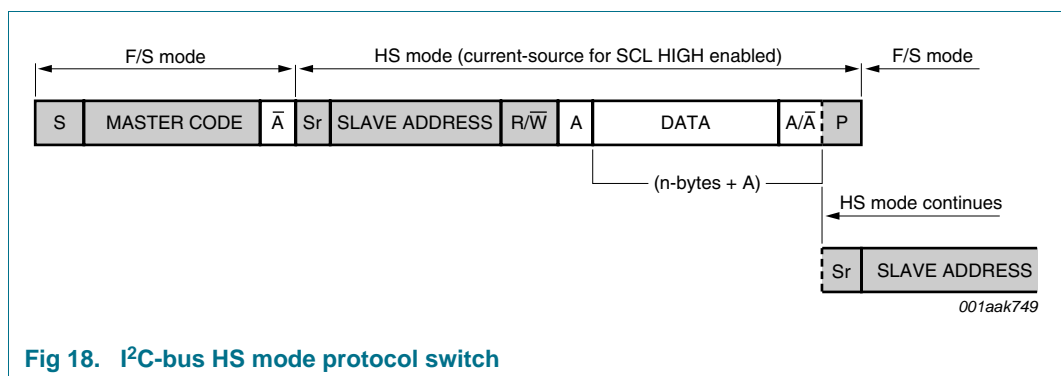 F/S mode HS mode (current-source for SCL HIGH enabled) F/S mode
S MASTER CODE A̅ Sr SLAVE ADDRESS R/W̅ A DATA A/A̅ P
(n-bytes + A)
HS mode continues
Sr SLAVE ADDRESS
001aak749
Fig 18. I²C-bus HS mode protocol switch